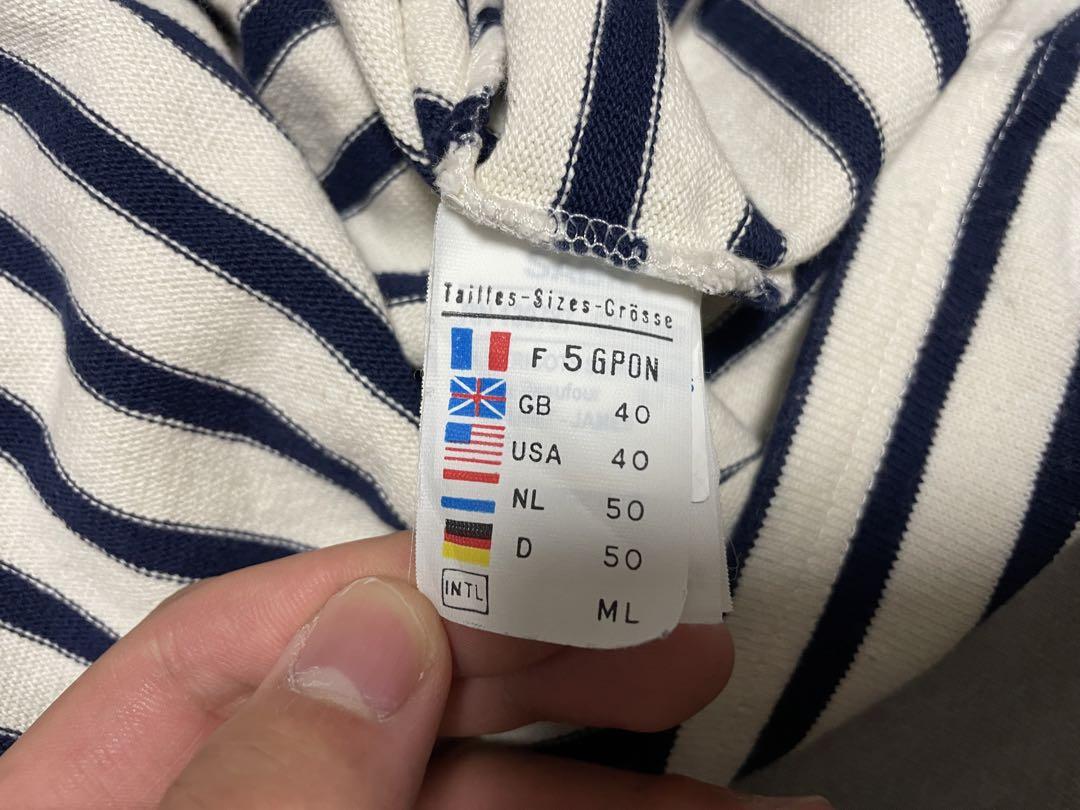 Tailles-Sizes-Grösse
F 5 GPON
GB 40
USA 40
NL 50
D 50
INTL ML